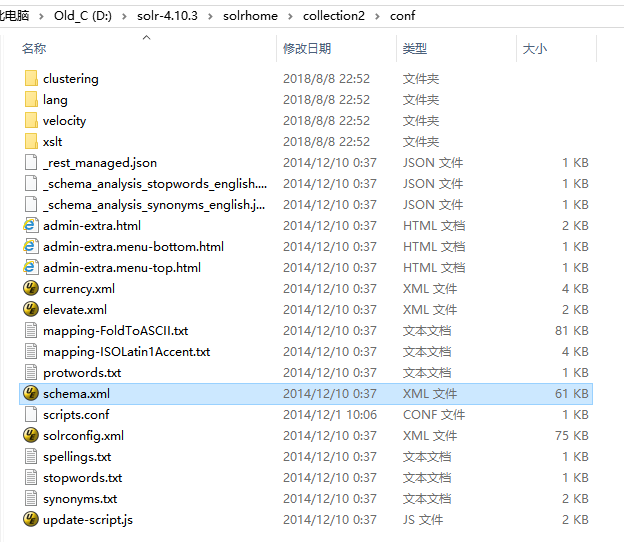 此电脑 › Old_C (D:) › solr-4.10.3 › solrhome › collection2 › conf
名称 修改日期 类型 大小
clustering 2018/8/8 22:52 文件夹
lang 2018/8/8 22:52 文件夹
velocity 2018/8/8 22:52 文件夹
xslt 2018/8/8 22:52 文件夹
_rest_managed.json 2014/12/10 0:37 JSON 文件 1 KB
_schema_analysis_stopwords_english.... 2014/12/10 0:37 JSON 文件 1 KB
_schema_analysis_synonyms_english.j... 2014/12/10 0:37 JSON 文件 1 KB
admin-extra.html 2014/12/10 0:37 HTML 文档 2 KB
admin-extra.menu-bottom.html 2014/12/10 0:37 HTML 文档 1 KB
admin-extra.menu-top.html 2014/12/10 0:37 HTML 文档 1 KB
currency.xml 2014/12/10 0:37 XML 文件 4 KB
elevate.xml 2014/12/10 0:37 XML 文件 2 KB
mapping-FoldToASCII.txt 2014/12/10 0:37 文本文档 81 KB
mapping-ISOLatin1Accent.txt 2014/12/10 0:37 文本文档 4 KB
protwords.txt 2014/12/10 0:37 文本文档 1 KB
schema.xml 2014/12/10 0:37 XML 文件 61 KB
scripts.conf 2014/12/1 10:06 CONF 文件 1 KB
solrconfig.xml 2014/12/10 0:37 XML 文件 75 KB
spellings.txt 2014/12/10 0:37 文本文档 1 KB
stopwords.txt 2014/12/10 0:37 文本文档 1 KB
synonyms.txt 2014/12/10 0:37 文本文档 2 KB
update-script.js 2014/12/10 0:37 JS 文件 2 KB